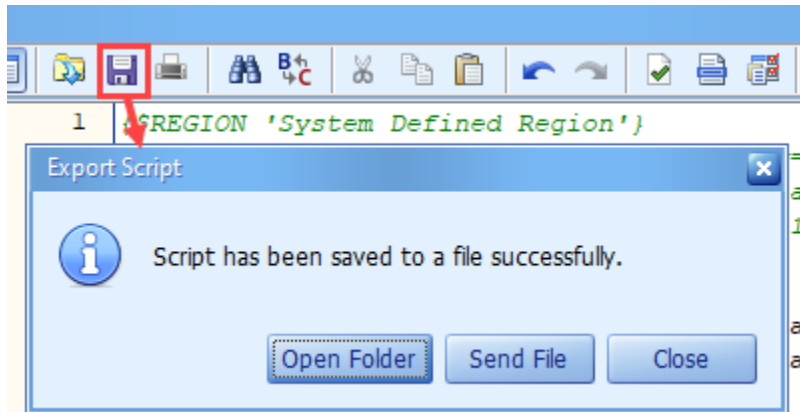 B
C
1 {$REGION 'System Defined Region'}
Export Script
Script has been saved to a file successfully.
Open Folder Send File Close